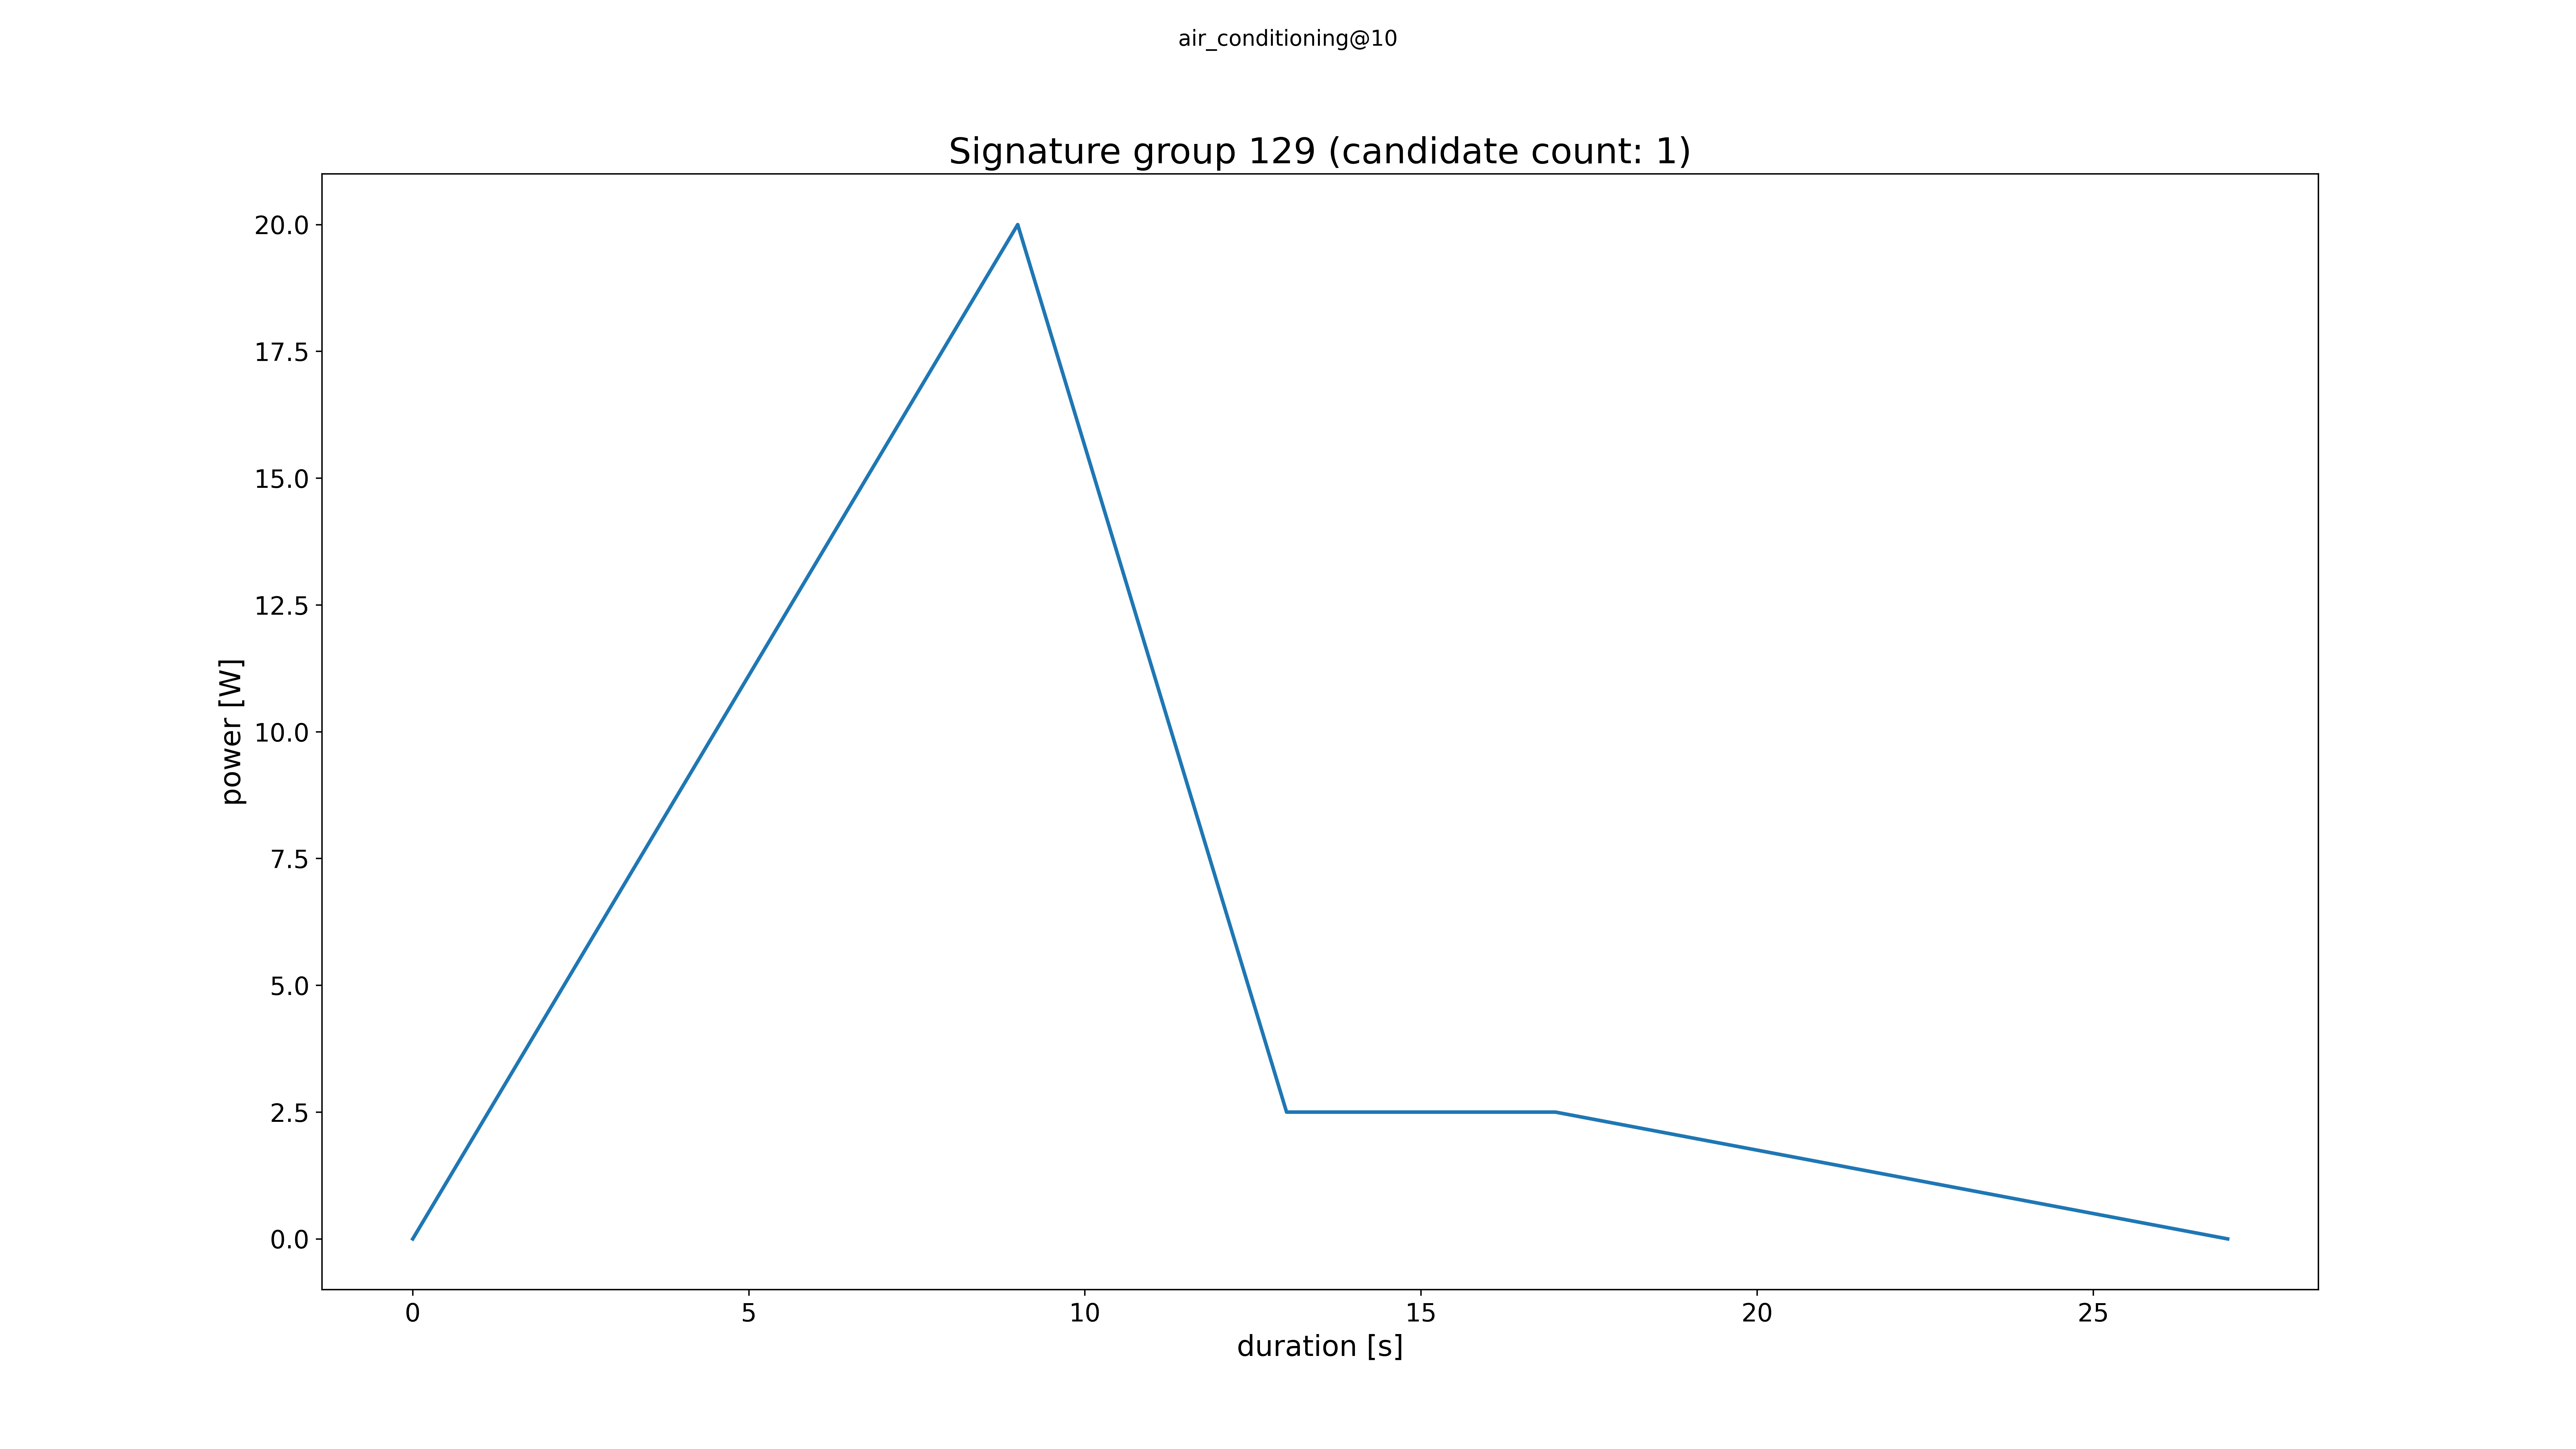 air_conditioning@10
Signature group 129 (candidate count: 1)
20.0
17.5
15.0
12.5
10.0
7.5
5.0
2.5
0.0
power [W]
0 5 10 15 20 25
duration [s]